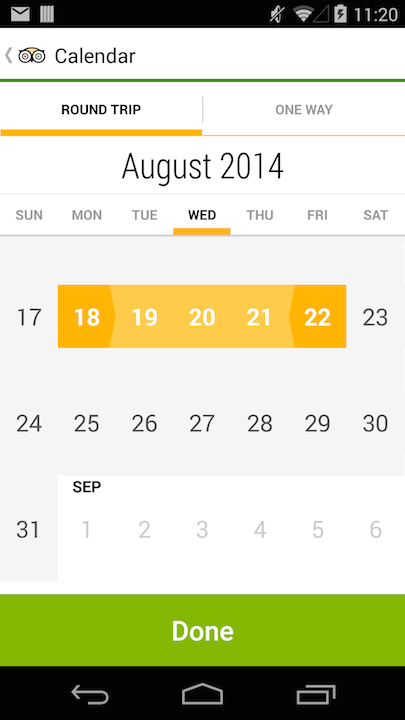 11:20
Calendar
ROUND TRIP ONE WAY
August 2014
SUN MON TUE WED THU FRI SAT
17 18 19 20 21 22 23
24 25 26 27 28 29 30
SEP
31 1 2 3 4 5 6
Done